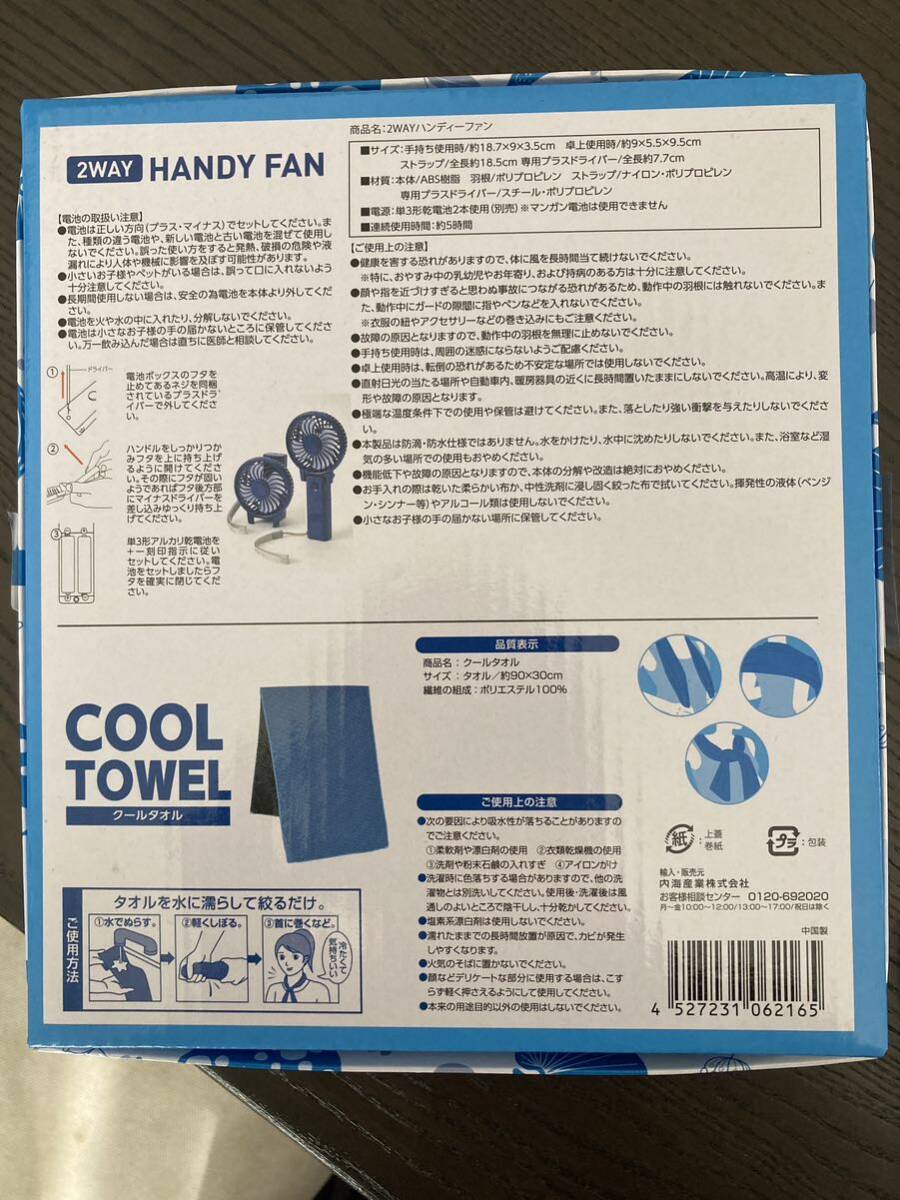 2WAY HANDY FAN
【電池の取扱い注意】
●電池は正しい方向(プラス・マイナス)でセットしてください。ま
た、種類の違う電池や、新しい電池と古い電池を混ぜて使用し
ないでください。誤った使い方をすると発熱、破損の危険や液
漏れにより人体や機械に影響を及ぼす可能性があります。
●小さいお子様やペットがいる場合は、誤って口に入れないよう
十分注意してください。
●長期間使用しない場合は、安全の為電池を本体より外してくだ
さい。
●電池を火や水の中に入れたり、分解しないでください。
●電池は小さなお子様の手の届かないところに保管してくださ
い。万一飲み込んだ場合は直ちに医師と相談してください。
①
ドライバー
電池ボックスのフタを
止めてあるネジを同梱
されているプラスドラ
イバーで外してくださ
い。
②
ハンドルをしっかりつか
みフタを上に持ち上げ
るように開けてくださ
い。その際にフタが固い
ようであればフタ後方部
にマイナスドライバーを
差し込みゆっくり持ち上
げてください。
③
単3形アルカリ乾電池を
+ー刻印指示に従い
セットしてください。電
池をセットしましたらフ
タを確実に閉じてくだ
さい。
商品名:2WAYハンディーファン
■サイズ:手持ち使用時/約18.7×9×3.5cm 卓上使用時/約9×5.5×9.5cm
ストラップ/全長約18.5cm 専用プラスドライバー/全長約7.7cm
■材質:本体/ABS樹脂 羽根/ポリプロピレン ストラップ/ナイロン・ポリプロピレン
専用プラスドライバー/スチール・ポリプロピレン
■電源:単3形乾電池2本使用(別売)※マンガン電池は使用できません
■連続使用時間:約5時間
【ご使用上の注意】
●健康を害する恐れがありますので、体に風を長時間当て続けないでください。
※特に、おやすみ中の乳幼児やお年寄り、および持病のある方は十分に注意してください。
●顔や指を近づけすぎると思わぬ事故につながる恐れがあるため、動作中の羽根には触れないでください。ま
た、動作中にガードの隙間に指やペンなどを入れないでください。
※衣服の紐やアクセサリーなどの巻き込みにもご注意ください。
●故障の原因となりますので、動作中の羽根を無理に止めないでください。
●手持ち使用時は、周囲の迷惑にならないようご配慮ください。
●卓上使用時は、転倒の恐れがあるため不安定な場所では使用しないでください。
●直射日光の当たる場所や自動車内、暖房器具の近くに長時間置いたままにしないでください。高温により、変
形や故障の原因となります。
●極端な温度条件下での使用や保管は避けてください。また、落としたり強い衝撃を与えたりしないでくださ
い。
●本製品は防滴・防水仕様ではありません。水をかけたり、水中に沈めたりしないでください。また、浴室など湿
気の多い場所での使用もおやめください。
●機能低下や故障の原因となりますので、本体の分解や改造は絶対におやめください。
●お手入れの際は乾いた柔らかい布か、中性洗剤に浸し固く絞った布で拭いてください。揮発性の液体(ベンジ
ン・シンナー等)やアルコール類は使用しないでください。
●小さなお子様の手の届かない場所に保管してください。
COOL
TOWEL
クールタオル
ご使用方法
タオルを水に濡らして絞るだけ。
①水でぬらす。
②軽くしぼる。
③首に巻くなど。
冷たくて
気持ちいい♪
品質表示
商品名:クールタオル
サイズ:タオル/約90×30cm
繊維の組成:ポリエステル100%
ご使用上の注意
●次の要因により吸水性が落ちることがありますの
でご注意ください。
①柔軟剤や漂白剤の使用 ②衣類乾燥機の使用
③洗剤や粉末石鹸の入れすぎ ④アイロンがけ
●洗濯時に色落ちする場合がありますので、他の洗
濯物とは別洗いしてください。使用後・洗濯後は風
通しのよいところで陰干しし、十分乾かしてください。
●塩素系漂白剤は使用しないでください。
●濡れたままでの長時間放置が原因で、カビが発生
しやすくなります。
●火気のそばに置かないでください。
●顔などデリケートな部分に使用する場合は、こす
らず軽く押さえるようにして使用してください。
●本来の用途目的以外の使用はしないでください。
紙:上蓋
巻紙
プラ:包装
輸入・販売元
内海産業株式会社
お客様相談センター 0120-692020
月〜金10:00〜12:00/13:00〜17:00/祝日は除く
中国製
4 527231 062165